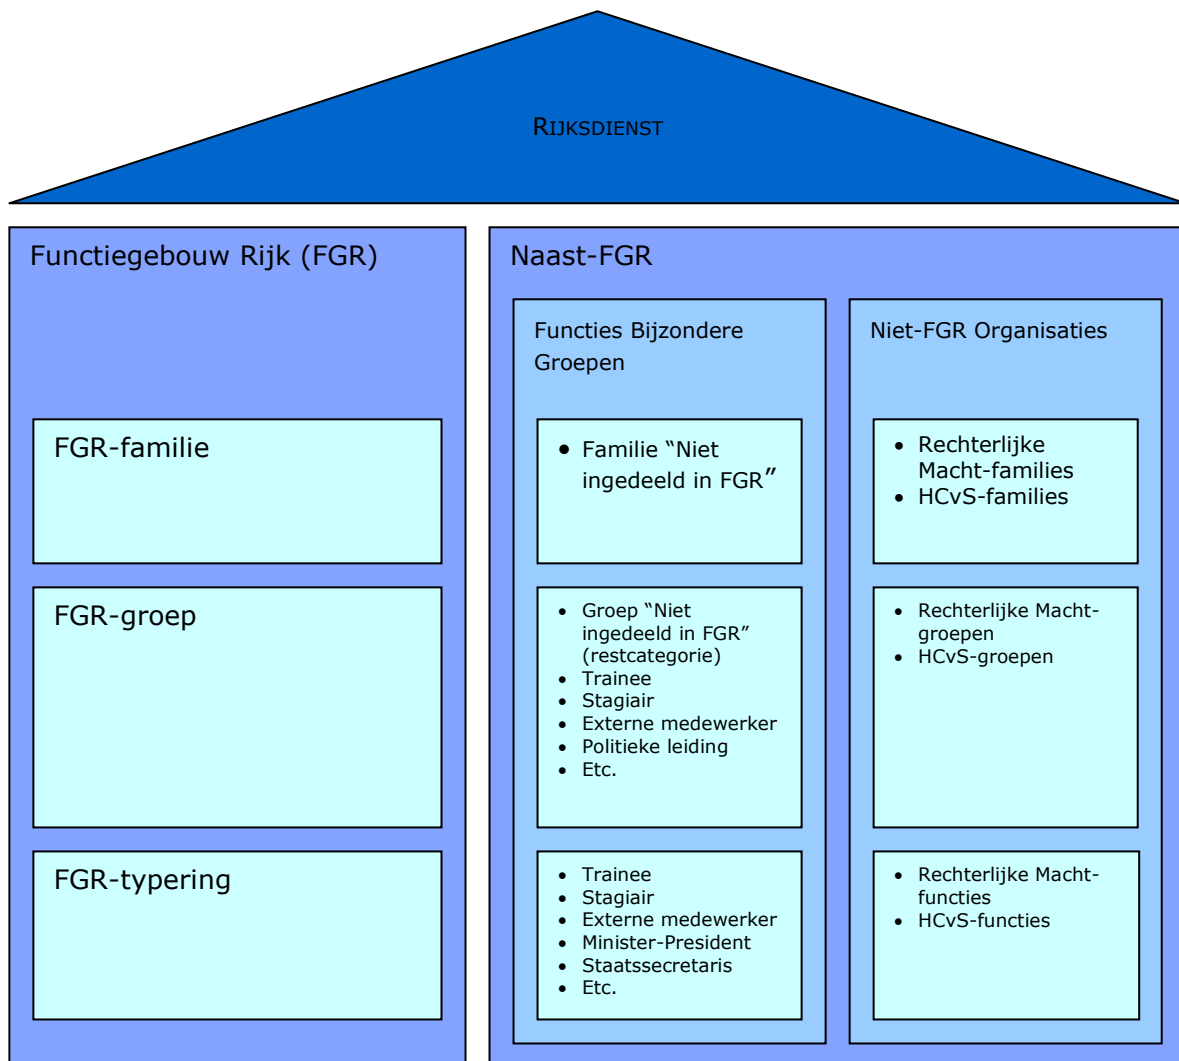 RIJKSDIENST
Functiegebouw Rijk (FGR)
FGR-familie
FGR-groep
FGR-typering
Naast-FGR
Functies Bijzondere
Groepen
• Familie “Niet
ingedeeld in FGR”
• Groep “Niet
ingedeeld in FGR”
(restcategorie)
• Trainee
• Stagiair
• Externe medewerker
• Politieke leiding
• Etc.
• Trainee
• Stagiair
• Externe medewerker
• Minister-President
• Staatssecretaris
• Etc.
Niet-FGR Organisaties
• Rechterlijke
Macht-families
• HCvS-families
• Rechterlijke Macht-
groepen
• HCvS-groepen
• Rechterlijke Macht-
functies
• HCvS-functies